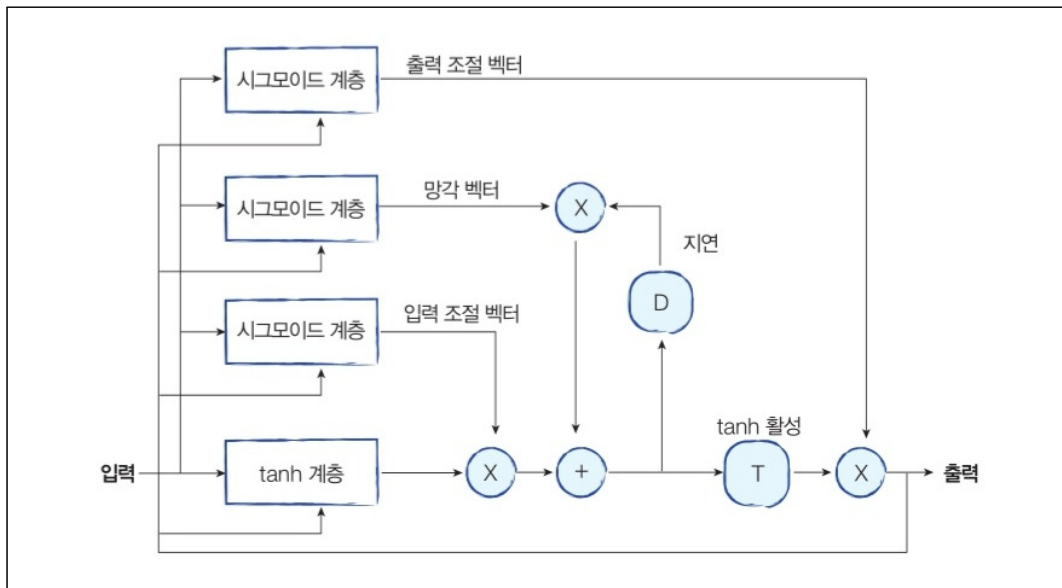 시그모이드 계층
출력 조절 벡터
시그모이드 계층
망각 벡터
X
지연
D
시그모이드 계층
입력 조절 벡터
tanh 활성
입력
tanh 계층
X
+
T
X
출력